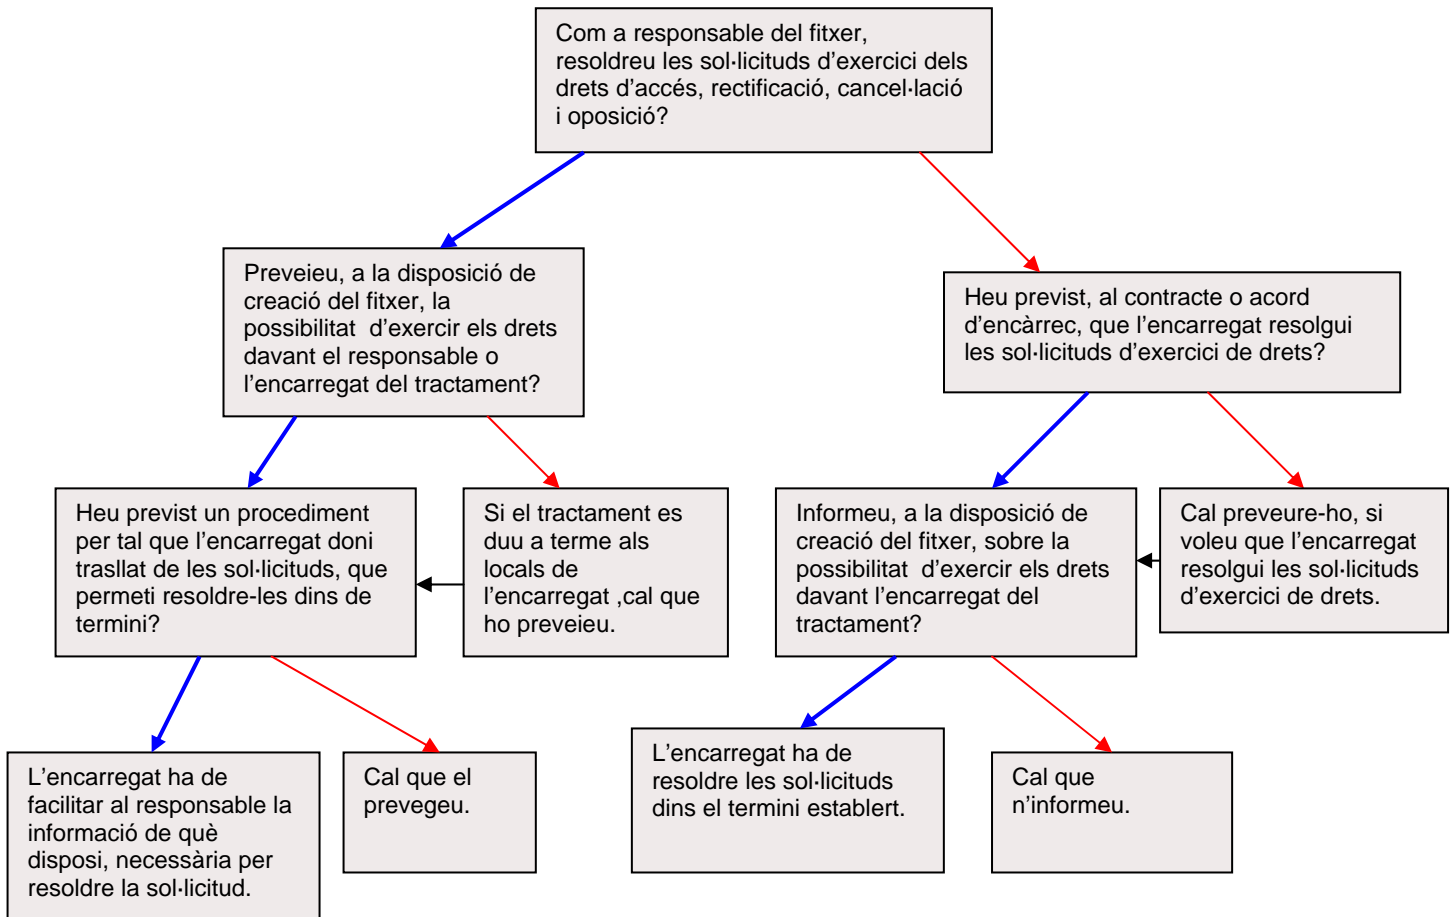 Com a responsable del fitxer,
resoldreu les sol·licituds d’exercici dels
drets d’accés, rectificació, cancel·lació
i oposició?
Preveieu, a la disposició de
creació del fitxer, la
possibilitat  d’exercir els drets
davant el responsable o
l’encarregat del tractament?
Heu previst, al contracte o acord
d’encàrrec, que l’encarregat resolgui
les sol·licituds d’exercici de drets?
Heu previst un procediment
per tal que l’encarregat doni
trasllat de les sol·licituds, que
permeti resoldre-les dins de
termini?
Si el tractament es
duu a terme als
locals de
l’encarregat ,cal que
ho preveieu.
Informeu, a la disposició de
creació del fitxer, sobre la
possibilitat  d’exercir els drets
davant l’encarregat del
tractament?
Cal preveure-ho, si
voleu que l’encarregat
resolgui les sol·licituds
d’exercici de drets.
L’encarregat ha de
facilitar al responsable la
informació de què
disposi, necessària per
resoldre la sol·licitud.
Cal que el
prevegeu.
L’encarregat ha de
resoldre les sol·licituds
dins el termini establert.
Cal que
n’informeu.